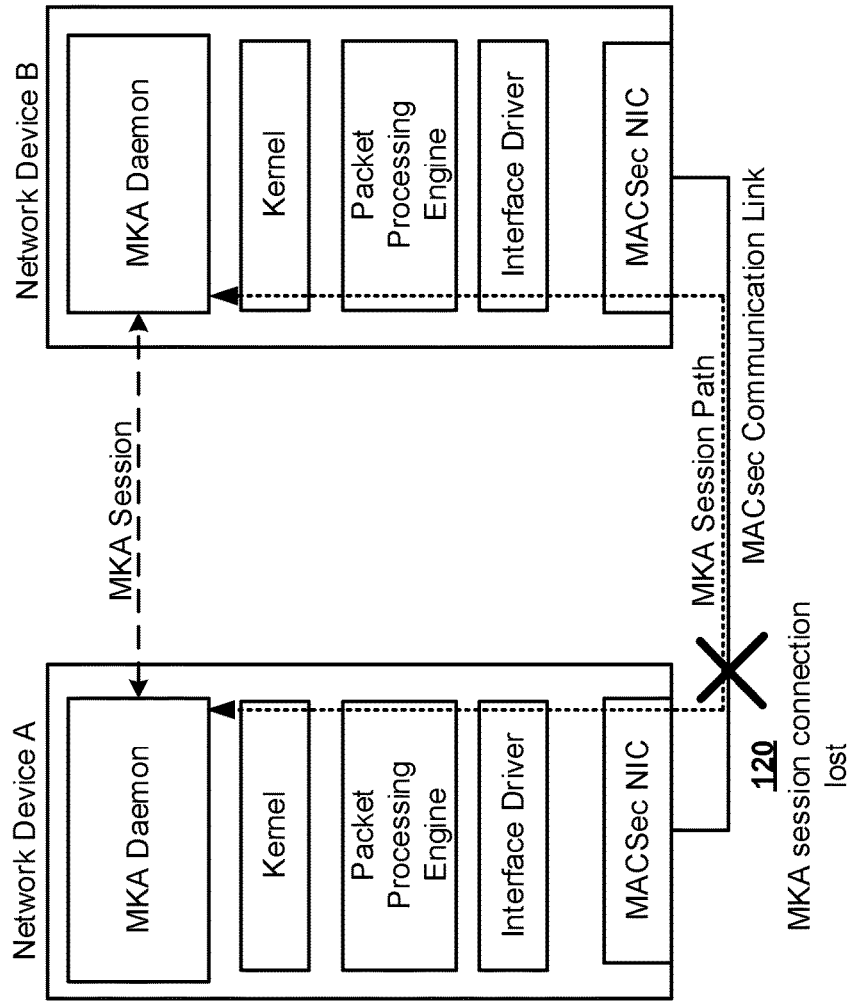 Network Device A
MKA Daemon
Kernel
Packet
Processing
Engine
Interface Driver
MACSec NIC
MKA Session
Network Device B
MKA Daemon
Kernel
Packet
Processing
Engine
Interface Driver
MACSec NIC
MKA Session Path
MACsec Communication Link
120
MKA session connection
lost